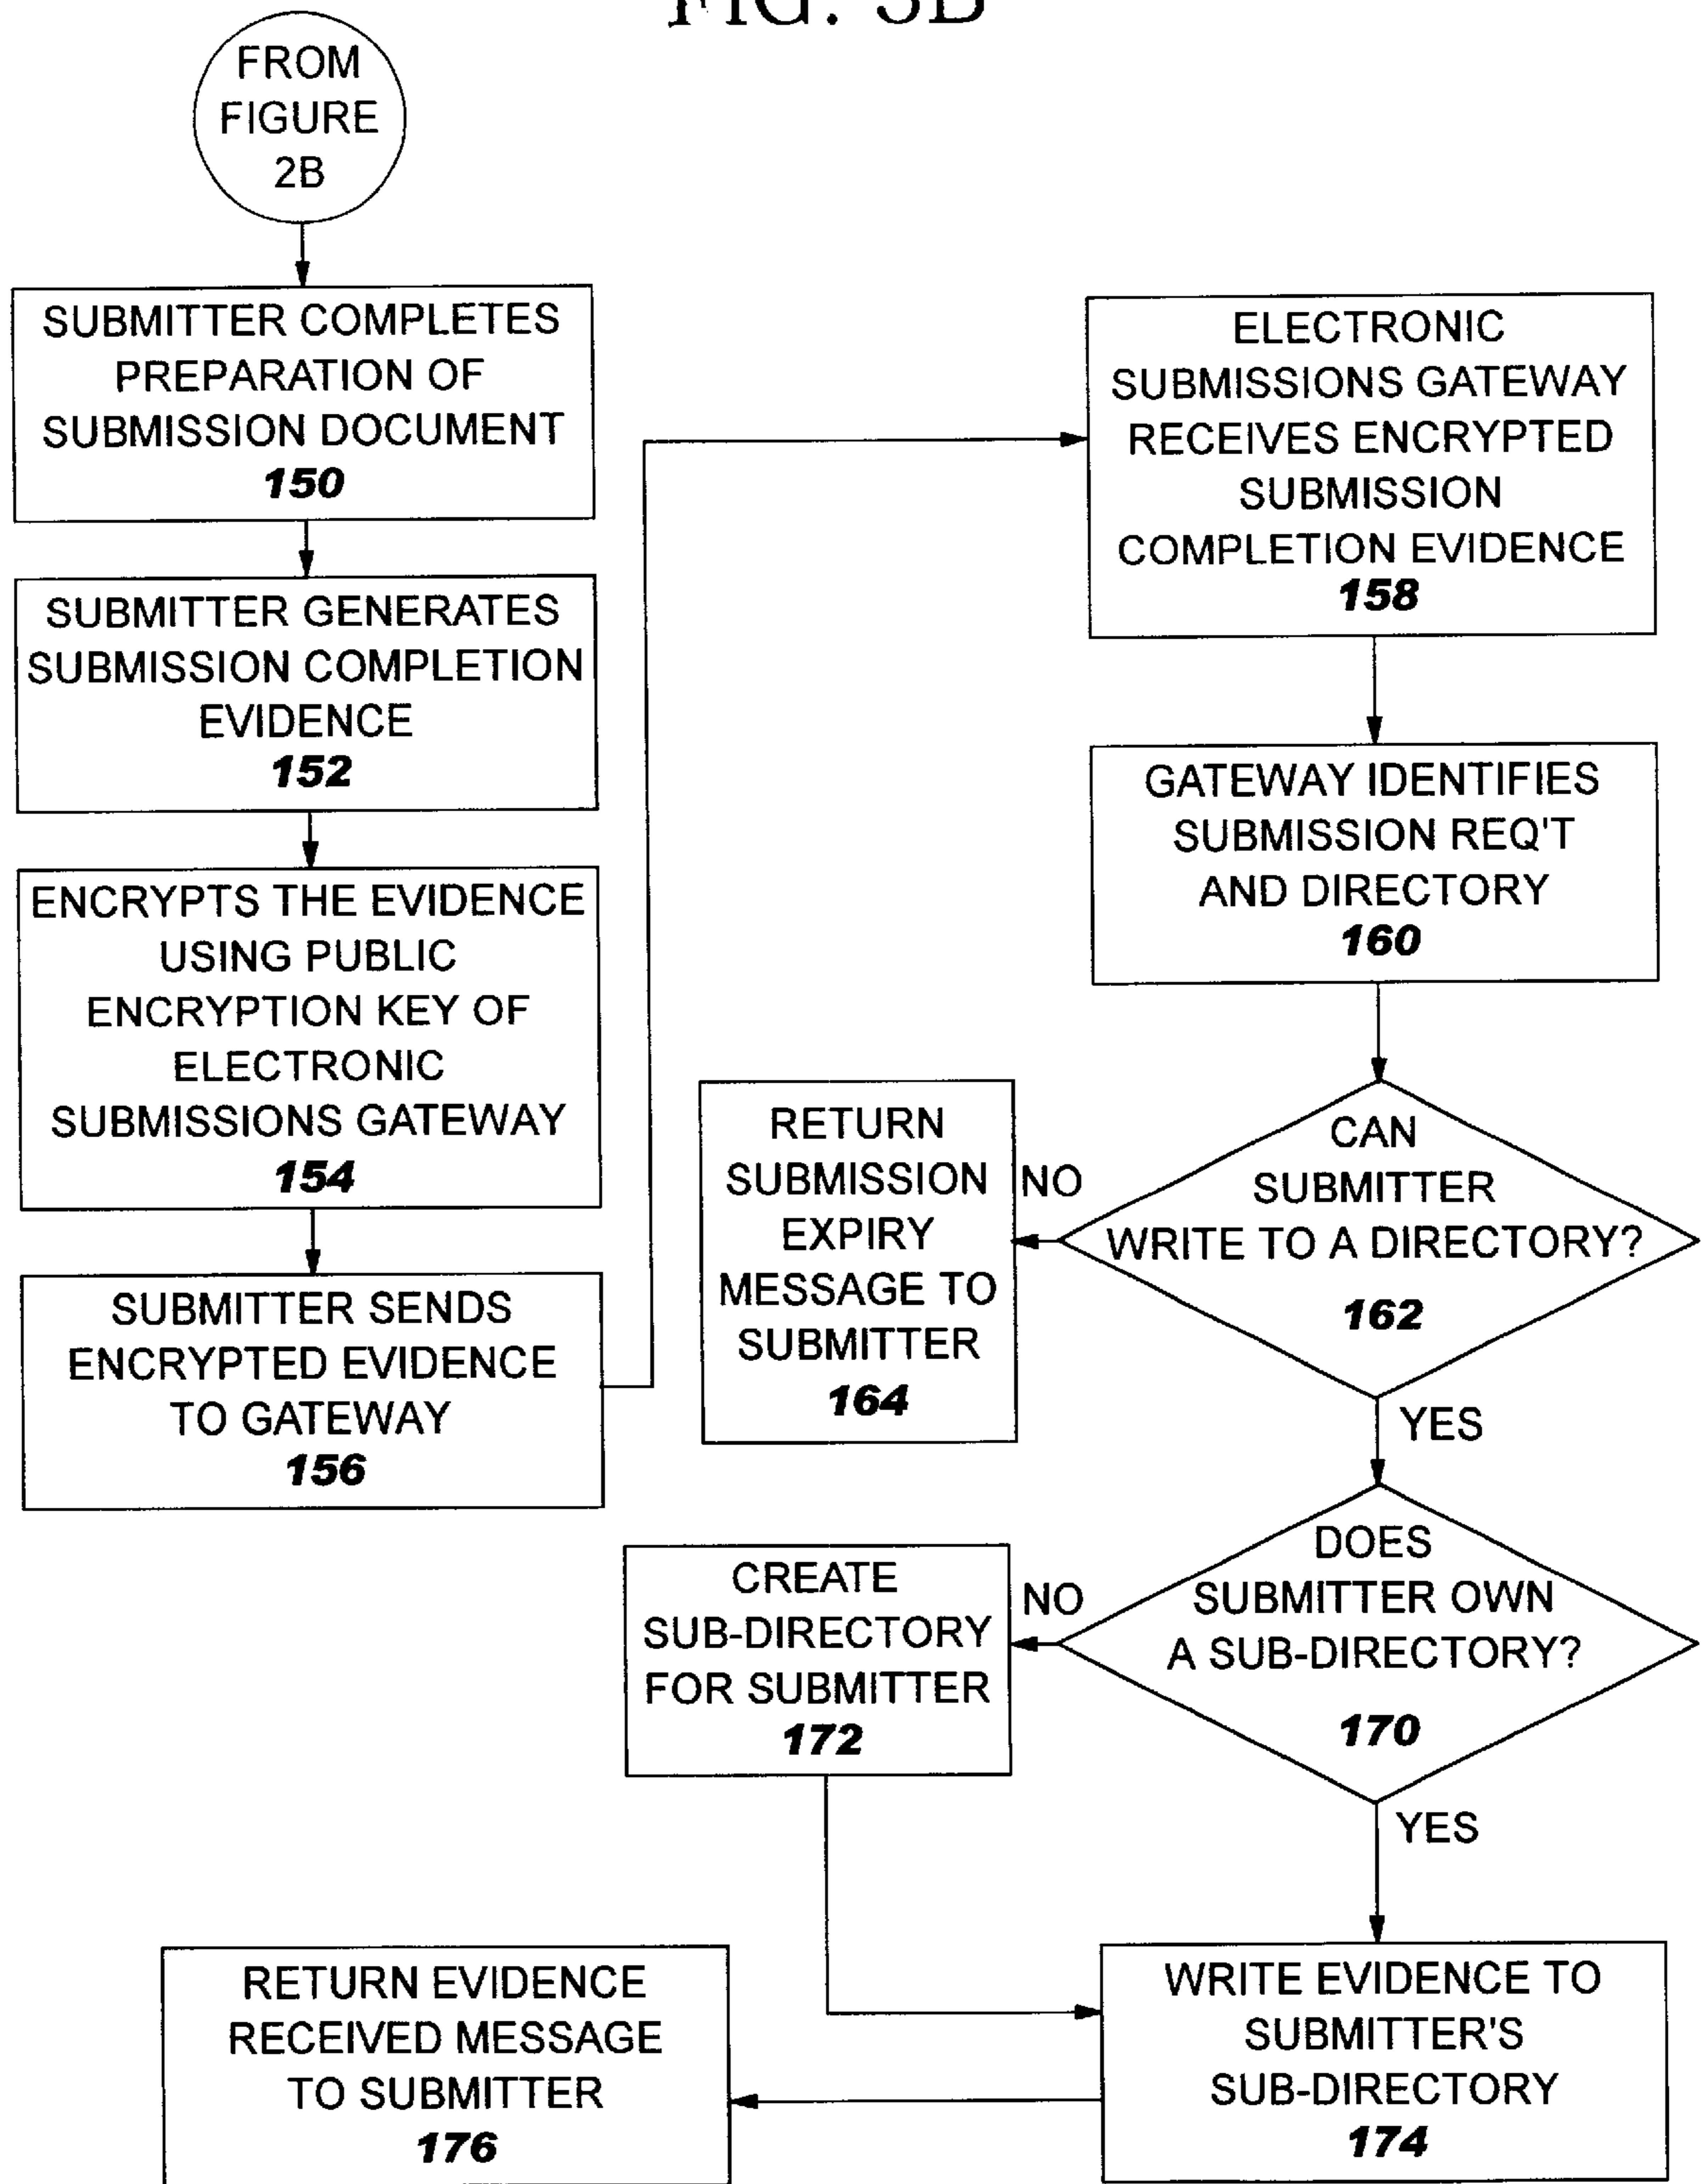 FIG. 3B
FROM
FIGURE
2B
SUBMITTER COMPLETES
PREPARATION OF
SUBMISSION DOCUMENT
150
SUBMITTER GENERATES
SUBMISSION COMPLETION
EVIDENCE
152
ENCRYPTS THE EVIDENCE
USING PUBLIC
ENCRYPTION KEY OF
ELECTRONIC
SUBMISSIONS GATEWAY
154
SUBMITTER SENDS
ENCRYPTED EVIDENCE
TO GATEWAY
156
ELECTRONIC
SUBMISSIONS GATEWAY
RECEIVES ENCRYPTED
SUBMISSION
COMPLETION EVIDENCE
158
GATEWAY IDENTIFIES
SUBMISSION REQ'T
AND DIRECTORY
160
CAN
SUBMITTER
WRITE TO A DIRECTORY?
162
NO
RETURN
SUBMISSION
EXPIRY
MESSAGE TO
SUBMITTER
164
YES
DOES
SUBMITTER OWN
A SUB-DIRECTORY?
170
NO
CREATE
SUB-DIRECTORY
FOR SUBMITTER
172
YES
WRITE EVIDENCE TO
SUBMITTER'S
SUB-DIRECTORY
174
RETURN EVIDENCE
RECEIVED MESSAGE
TO SUBMITTER
176